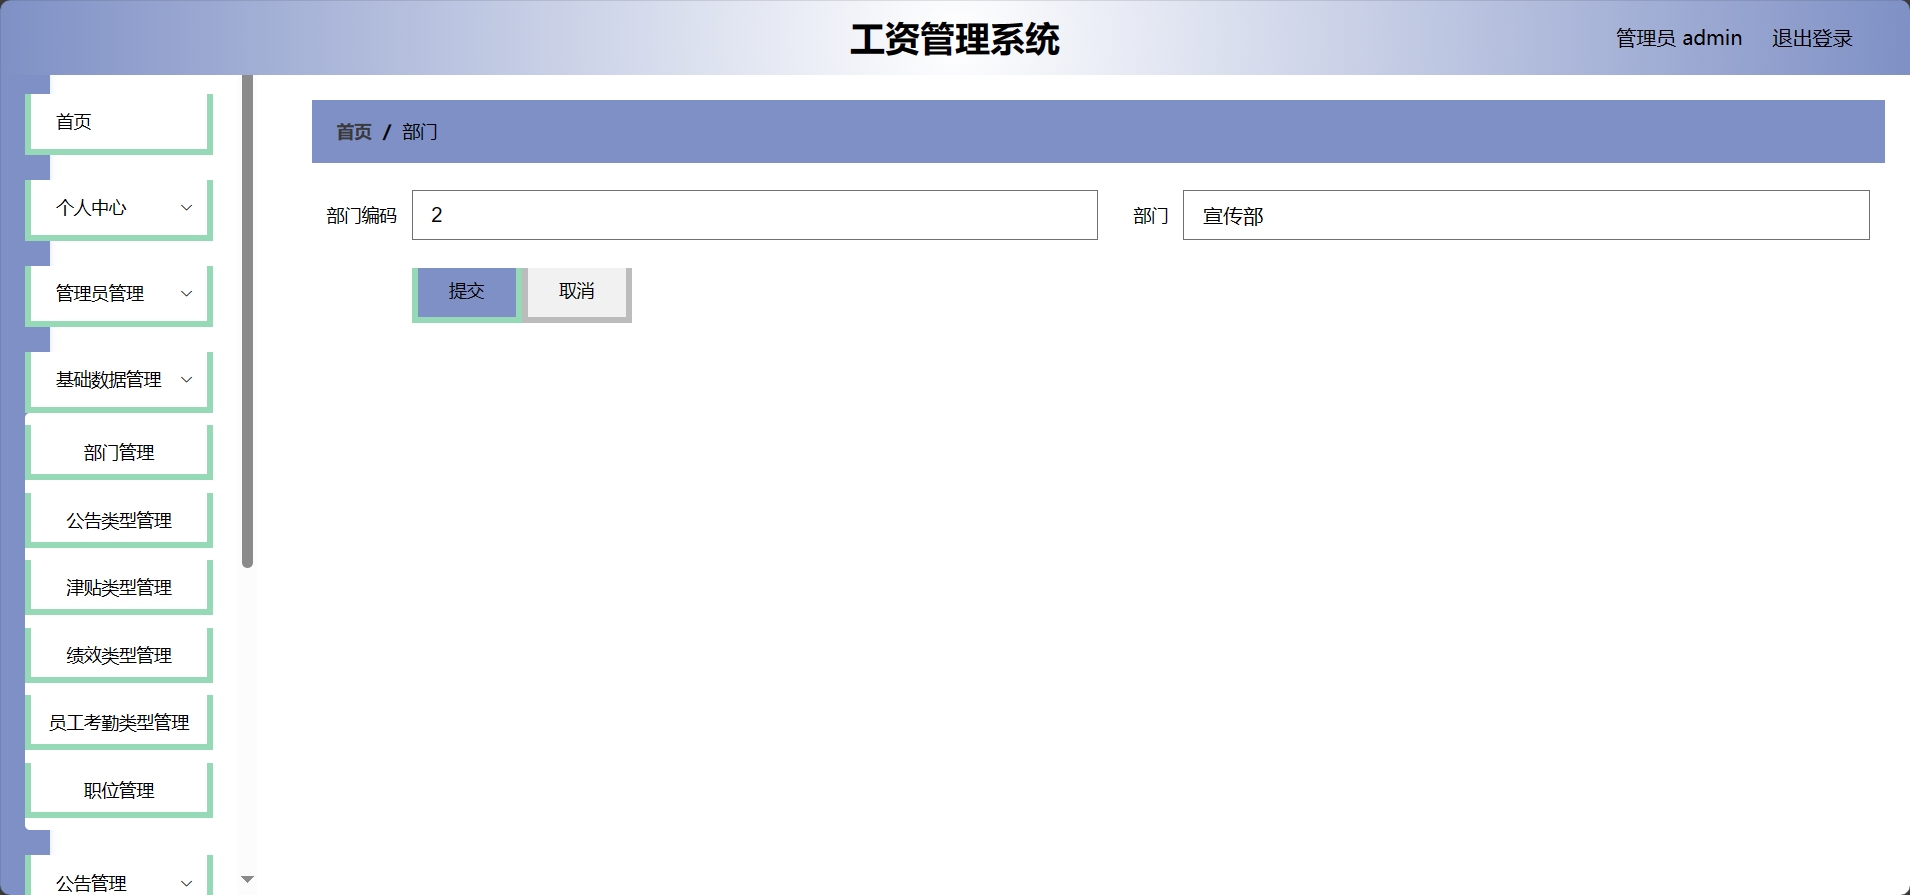 工资管理系统
管理员 admin 退出登录
首页
个人中心
管理员管理
基础数据管理
部门管理
公告类型管理
津贴类型管理
绩效类型管理
员工考勤类型管理
职位管理
公告管理
首页 / 部门
部门编码 2 部门 宣传部
提交 取消